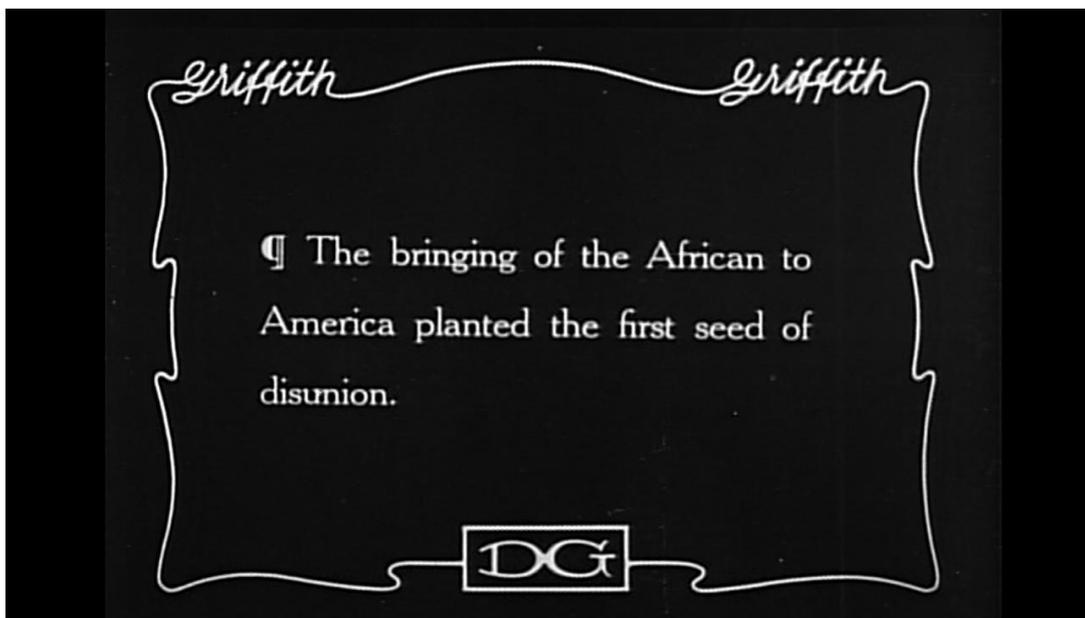 Griffith Griffith
¶ The bringing of the African to
America planted the first seed of
disunion.
DG